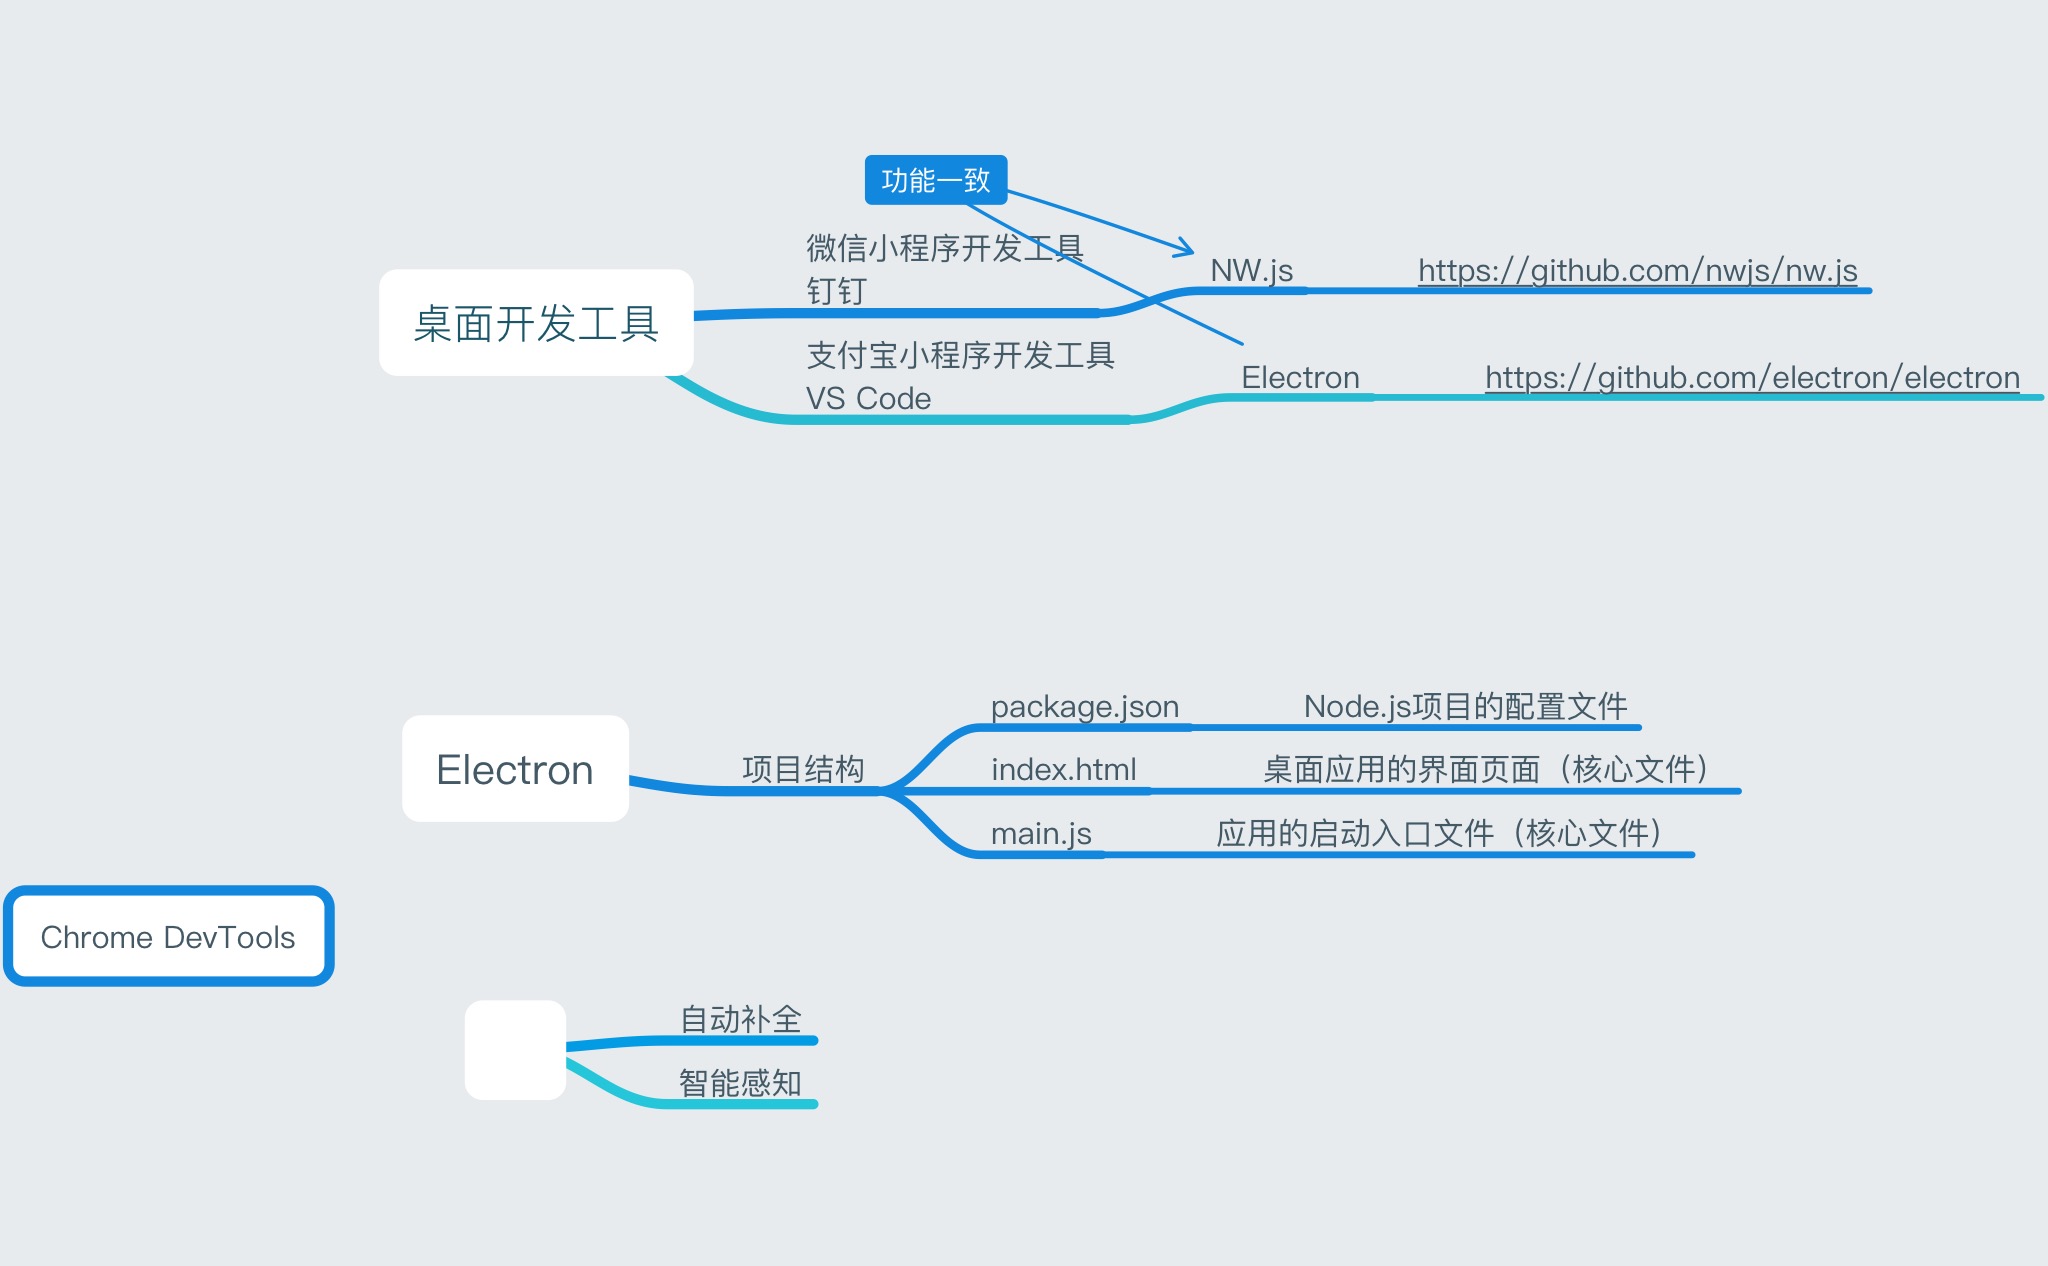 功能一致
微信小程序开发工具
钉钉
NW.js
https://github.com/nwjs/nw.js
桌面开发工具
支付宝小程序开发工具
VS Code
Electron
https://github.com/electron/electron
Electron
项目结构
package.json
Node.js项目的配置文件
index.html
桌面应用的界面页面（核心文件）
main.js
应用的启动入口文件（核心文件）
Chrome DevTools
自动补全
智能感知